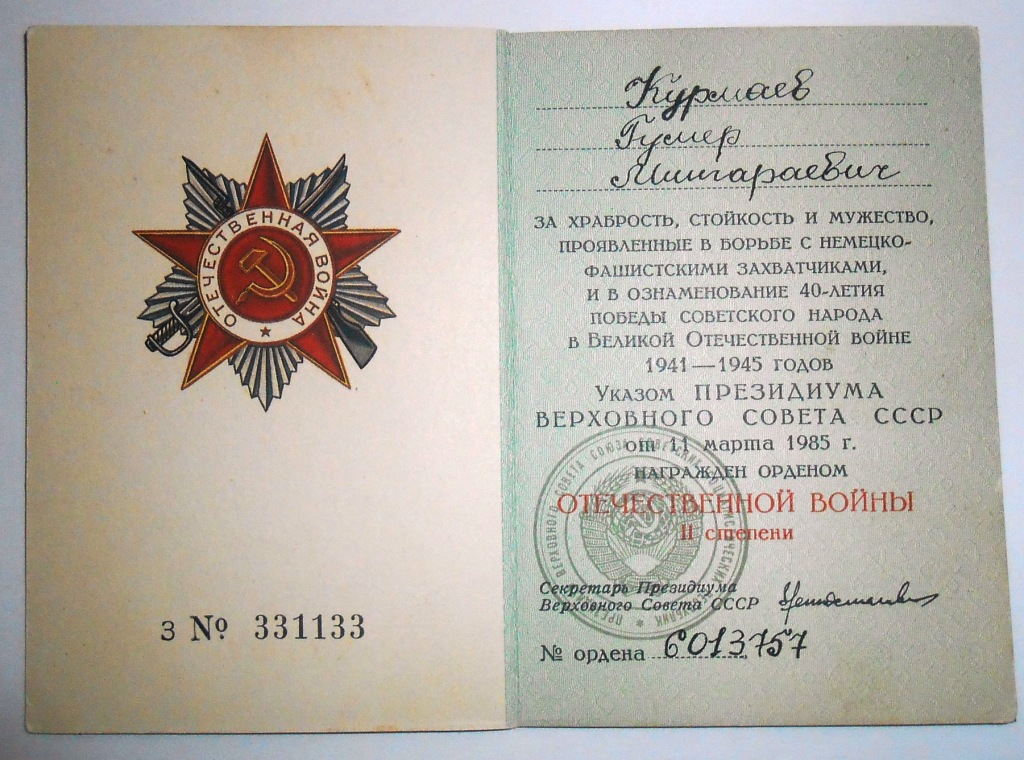 ОТЕЧЕСТВЕННАЯ ВОЙНА
З № 331133
Курмаев
Гумер
Мингараевич
ЗА ХРАБРОСТЬ, СТОЙКОСТЬ И МУЖЕСТВО,
ПРОЯВЛЕННЫЕ В БОРЬБЕ С НЕМЕЦКО-
ФАШИСТСКИМИ ЗАХВАТЧИКАМИ,
И В ОЗНАМЕНОВАНИЕ 40-ЛЕТИЯ
ПОБЕДЫ СОВЕТСКОГО НАРОДА
В ВЕЛИКОЙ ОТЕЧЕСТВЕННОЙ ВОЙНЕ
1941—1945 ГОДОВ
УКАЗОМ ПРЕЗИДИУМА
ВЕРХОВНОГО СОВЕТА СССР
от 11 марта 1985 г.
НАГРАЖДЕН ОРДЕНОМ
ОТЕЧЕСТВЕННОЙ ВОЙНЫ
II степени
Секретарь Президиума
Верховного Совета СССР
№ ордена 6013757